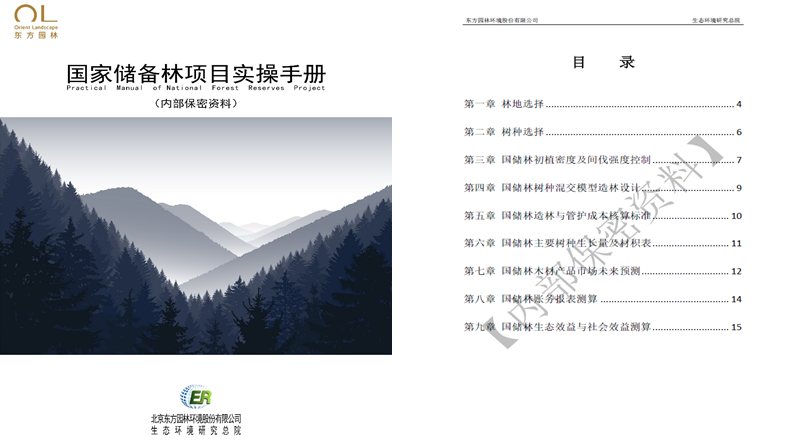 OL
Orient Landscape
东方园林
国家储备林项目实操手册
Practical Manual of National Forest Reserves Project
（内部保密资料）
ER
北京东方园林环境股份有限公司
生态环境研究总院
东方园林环境股份有限公司 生态环境研究总院
目 录
第一章 林地选择 4
第二章 树种选择 6
第三章 国储林初植密度及间伐强度控制 7
第四章 国储林树种混交模型造林设计 9
第五章 国储林造林与管护成本核算标准 10
第六章 国储林主要树种生长量及材积表 11
第七章 国储林木材产品市场未来预测 12
第八章 国储林账务报表测算 14
第九章 国储林生态效益与社会效益测算 15
【内部保密资料】